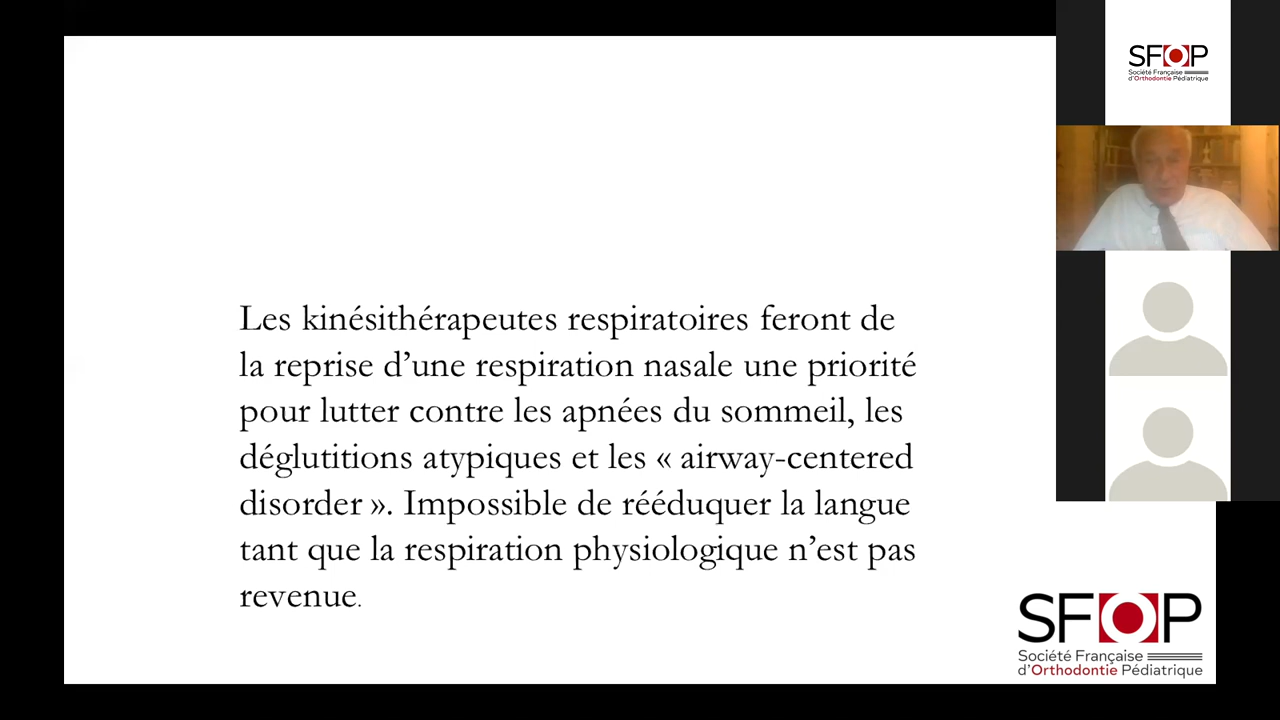 Les kinésithérapeutes respiratoires feront de
la reprise d’une respiration nasale une priorité
pour lutter contre les apnées du sommeil, les
déglutitions atypiques et les « airway-centered
disorder ». Impossible de rééduquer la langue
tant que la respiration physiologique n’est pas
revenue.
SFOP
Société Française
d’Orthodontie Pédiatrique
SFOP
Société Française
d’Orthodontie Pédiatrique